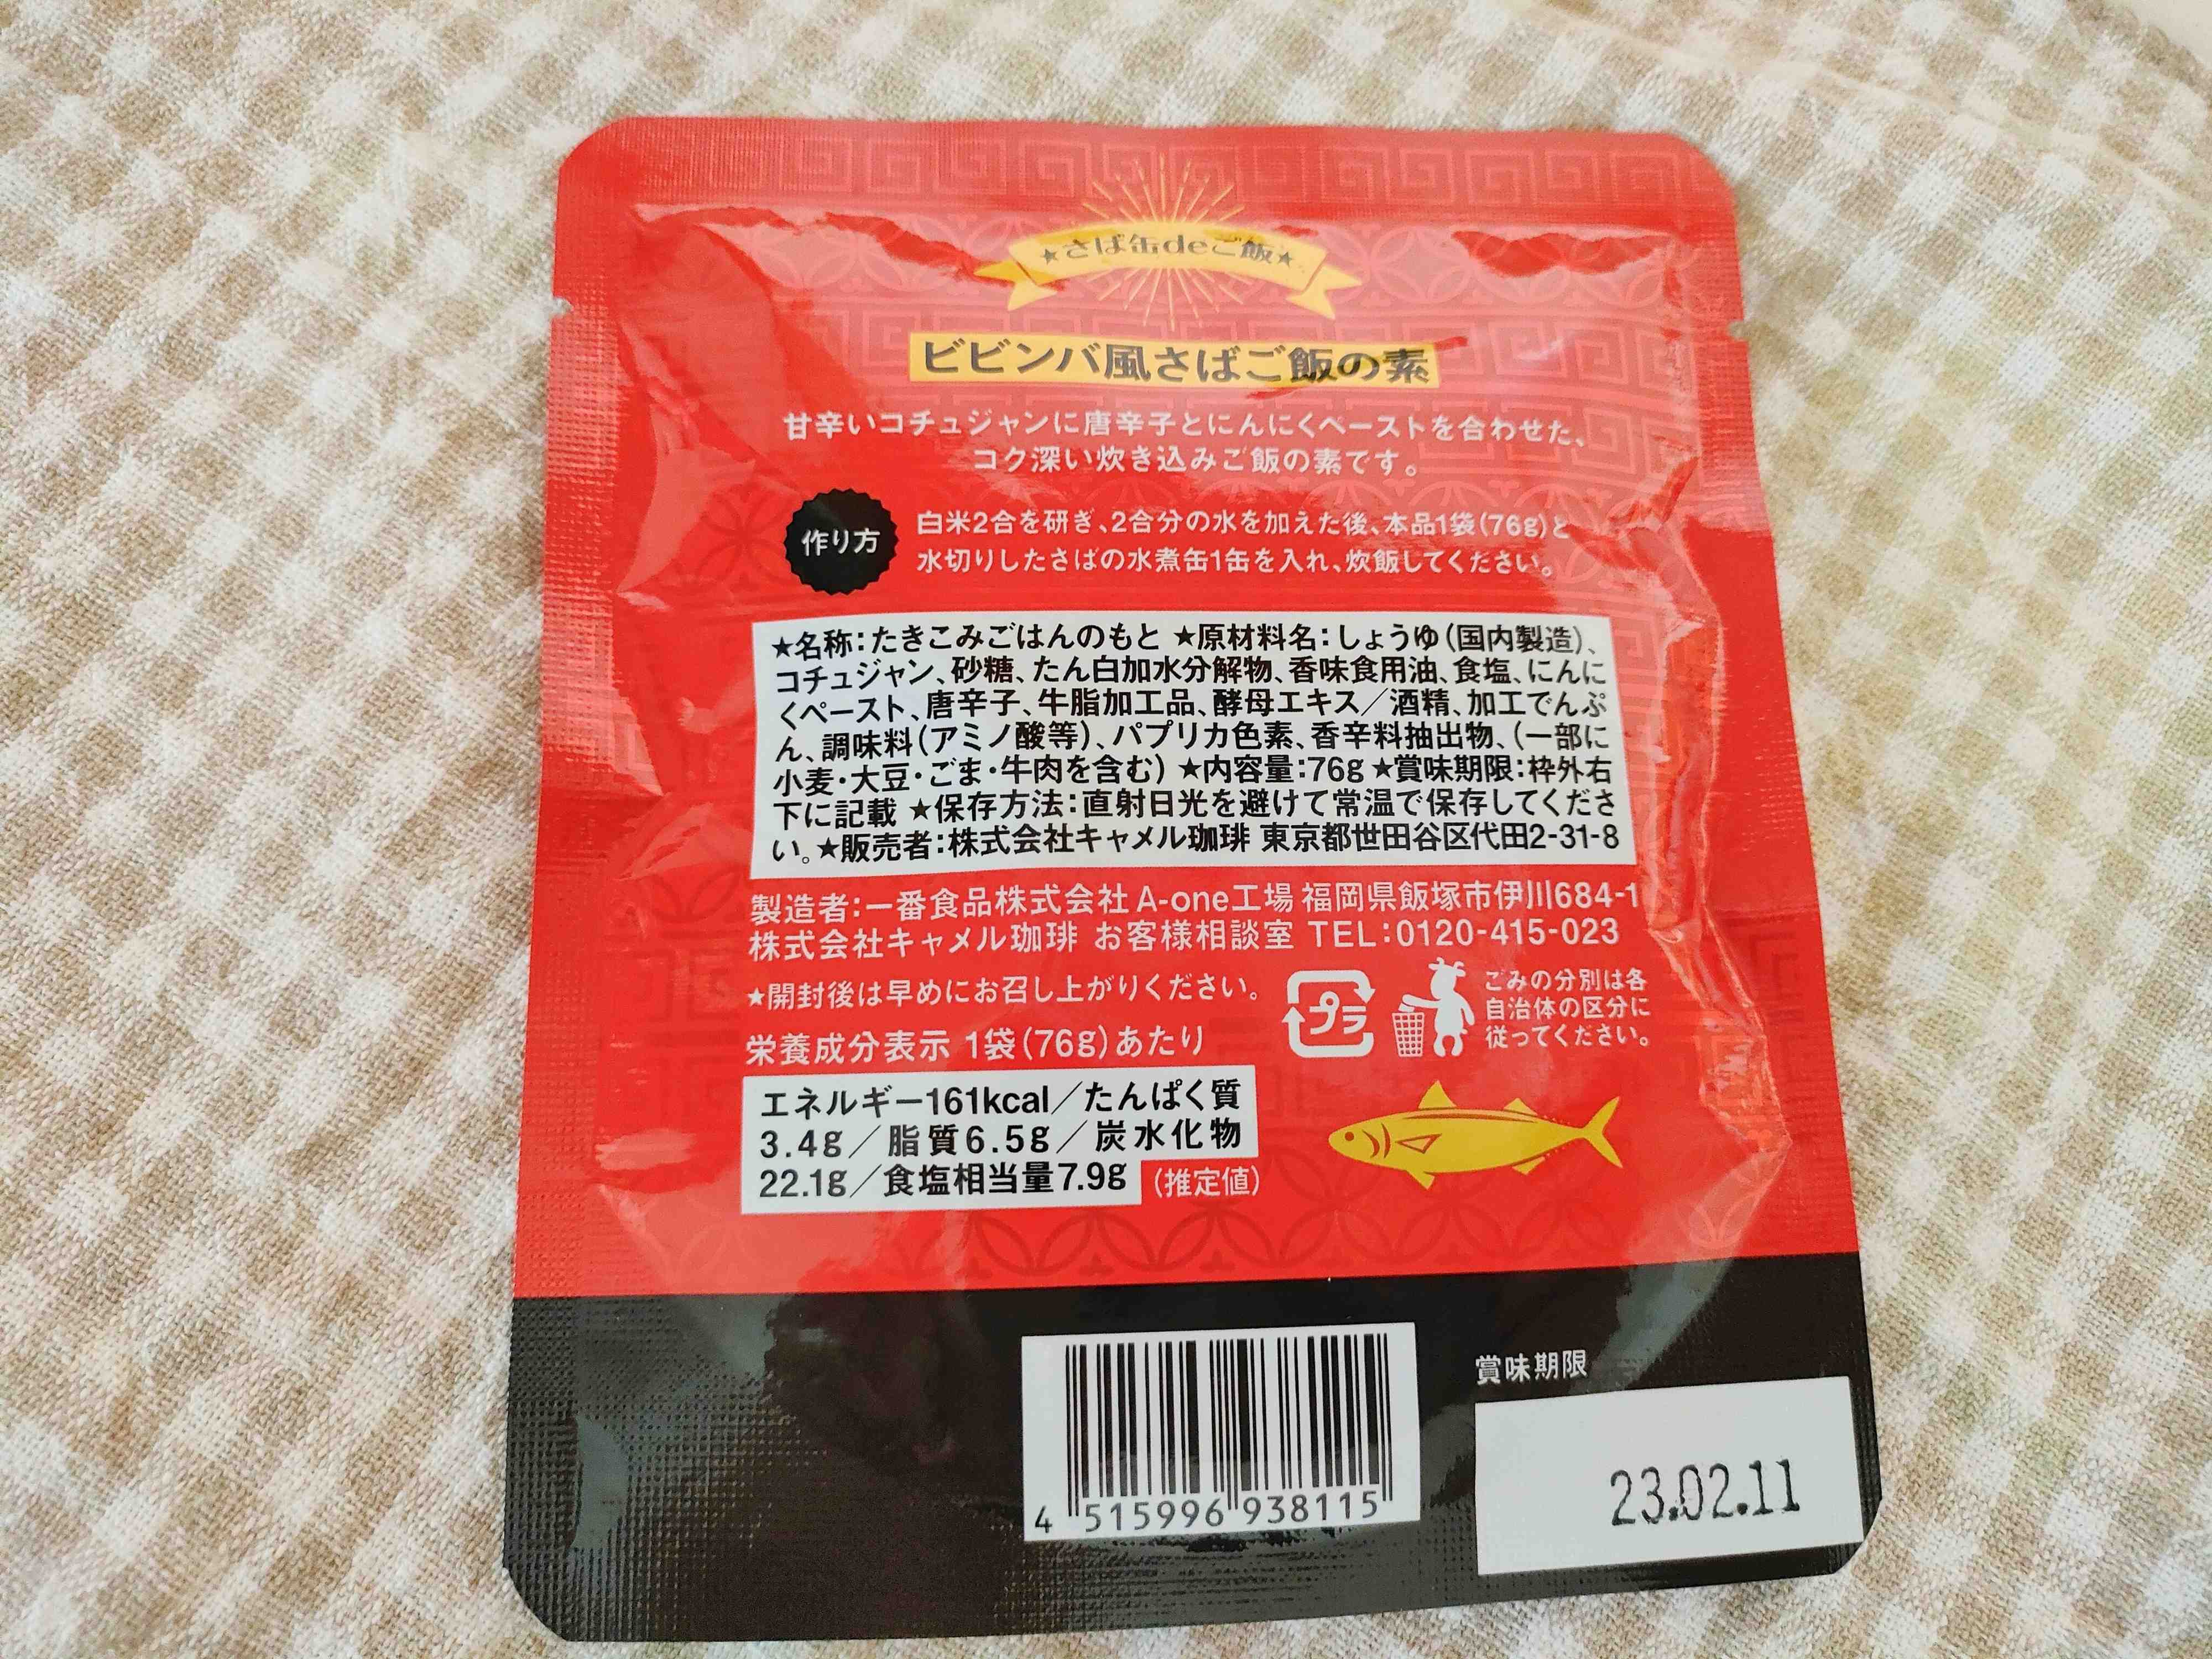 ★さば缶deご飯★
ビビンバ風さばご飯の素
甘辛いコチュジャンに唐辛子とにんにくペーストを合わせた、
コク深い炊き込みご飯の素です。
作り方
白米2合を研ぎ、2合分の水を加えた後、本品1袋(76g)と
水切りしたさばの水煮缶1缶を入れ、炊飯してください。
★名称:たきこみごはんのもと ★原材料名:しょうゆ(国内製造)、
コチュジャン、砂糖、たん白加水分解物、香味食用油、食塩、にんに
くペースト、唐辛子、牛脂加工品、酵母エキス/酒精、加工でんぷ
ん、調味料(アミノ酸等)、パプリカ色素、香辛料抽出物、(一部に
小麦・大豆・ごま・牛肉を含む) ★内容量:76g ★賞味期限:枠外右
下に記載 ★保存方法:直射日光を避けて常温で保存してくださ
い。★販売者:株式会社キャメル珈琲 東京都世田谷区代田2-31-8
製造者:一番食品株式会社 A-one工場 福岡県飯塚市伊川684-1
株式会社キャメル珈琲 お客様相談室 TEL:0120-415-023
★開封後は早めにお召し上がりください。
プラ
ごみの分別は各
自治体の区分に
従ってください。
栄養成分表示 1袋(76g)あたり
エネルギー161kcal/たんぱく質
3.4g/脂質6.5g/炭水化物
22.1g/食塩相当量7.9g (推定値)
賞味期限
23.02.11
4 515996 938115